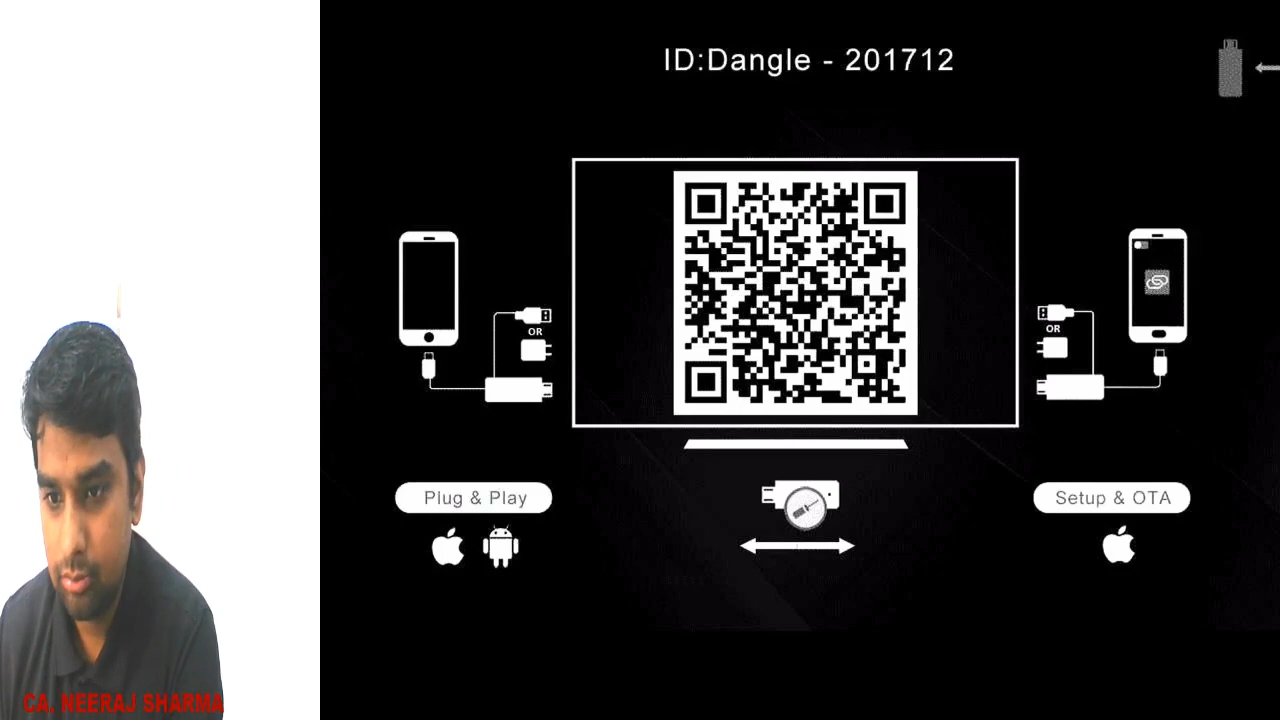 ID:Dangle - 201712
OR
OR
Plug & Play
Setup & OTA
CA. NEERAJ SHARMA